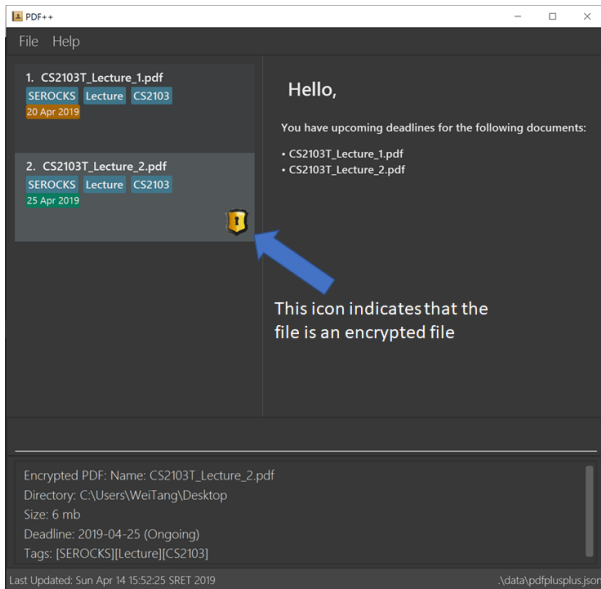 PDF++
File Help
1. CS2103T_Lecture_1.pdf
SEROCKS Lecture CS2103
20 Apr 2019
2. CS2103T_Lecture_2.pdf
SEROCKS Lecture CS2103
25 Apr 2019
Hello,
You have upcoming deadlines for the following documents:
• CS2103T_Lecture_1.pdf
• CS2103T_Lecture_2.pdf
This icon indicates that the
file is an encrypted file
Encrypted PDF: Name: CS2103T_Lecture_2.pdf
Directory: C:\Users\WeiTang\Desktop
Size: 6 mb
Deadline: 2019-04-25 (Ongoing)
Tags: [SEROCKS][Lecture][CS2103]
Last Updated: Sun Apr 14 15:52:25 SRET 2019
.\data\pdfplusplus.json